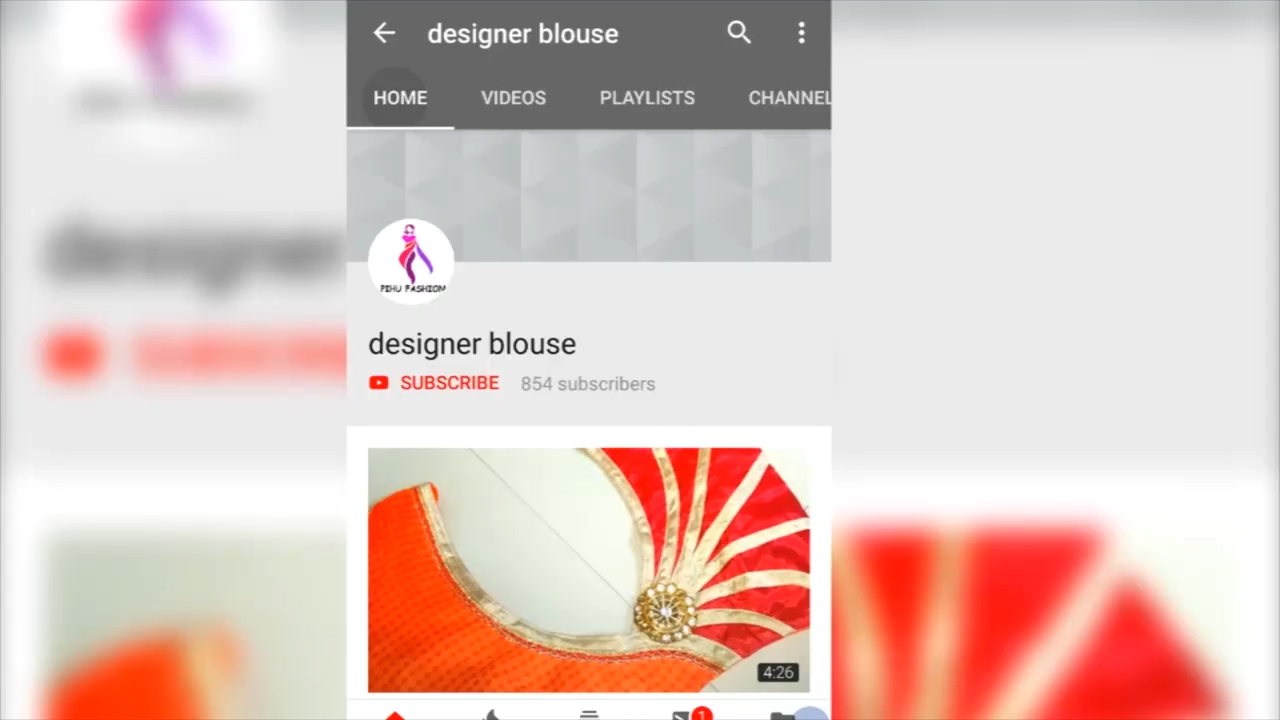 designer blouse
HOME VIDEOS PLAYLISTS CHANNEL
PIHU FASHION
designer blouse
SUBSCRIBE 854 subscribers
4:26
1